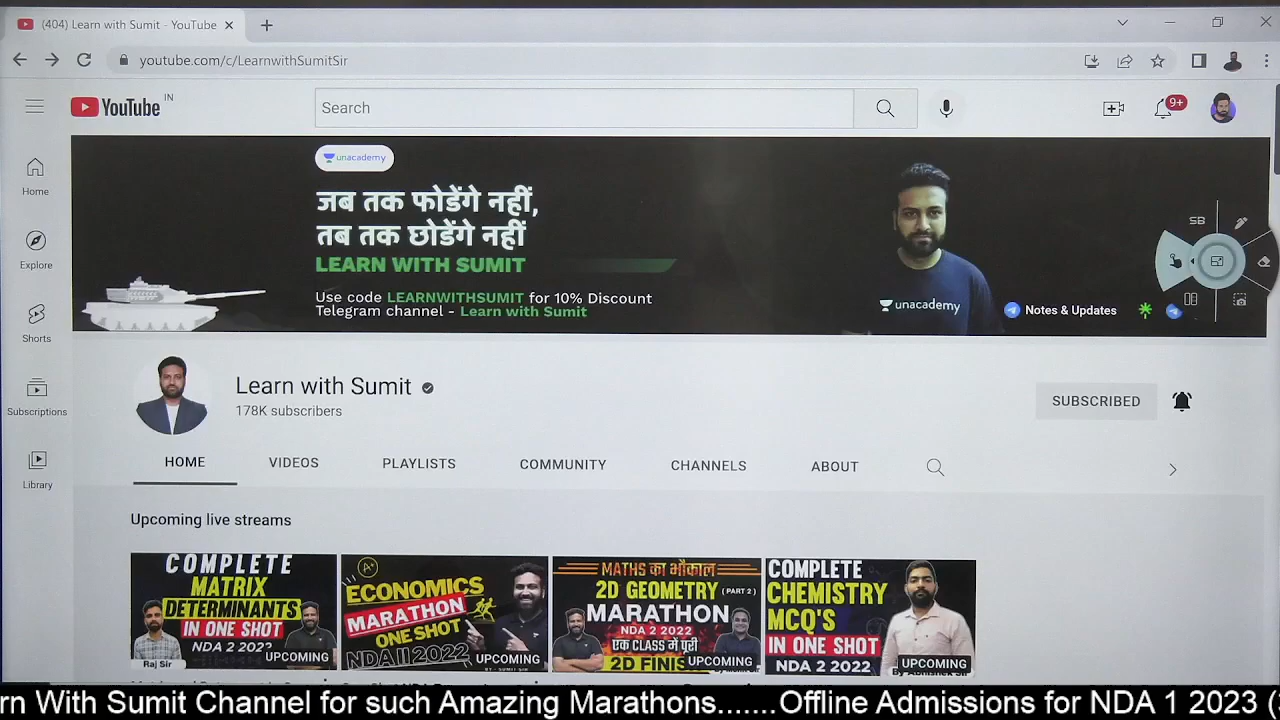 (404) Learn with Sumit - YouTube
youtube.com/c/LearnwithSumitSir
YouTube IN
Search
9+
Home
Explore
Shorts
Subscriptions
Library
unacademy
जब तक फोडेंगे नहीं,
तब तक छोडेंगे नहीं
LEARN WITH SUMIT
Use code LEARNWITHSUMIT for 10% Discount
Telegram channel - Learn with Sumit
unacademy
Notes & Updates
SB
Learn with Sumit
178K subscribers
SUBSCRIBED
HOME
VIDEOS
PLAYLISTS
COMMUNITY
CHANNELS
ABOUT
Upcoming live streams
COMPLETE
MATRIX
DETERMINANTS
IN ONE SHOT
NDA 2 2022
Raj Sir
UPCOMING
A+
ECONOMICS
MARATHON
ONE SHOT
NDA II 2022
UPCOMING
BY - SUMIT SIR
MATHS का भौकाल
2D GEOMETRY (PART 2)
MARATHON
NDA 2 2022
एक CLASS में पूरी
2D FINIS
UPCOMING
COMPLETE
CHEMISTRY
MCQ'S
IN ONE SHOT
NDA 2 2022
UPCOMING
rn With Sumit Channel for such Amazing Marathons.......Offline Admissions for NDA 1 2023 (